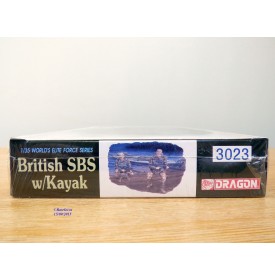 1/35 WORLD'S ELITE FORCE SERIES
British SBS
w/Kayak
3023
DRAGON